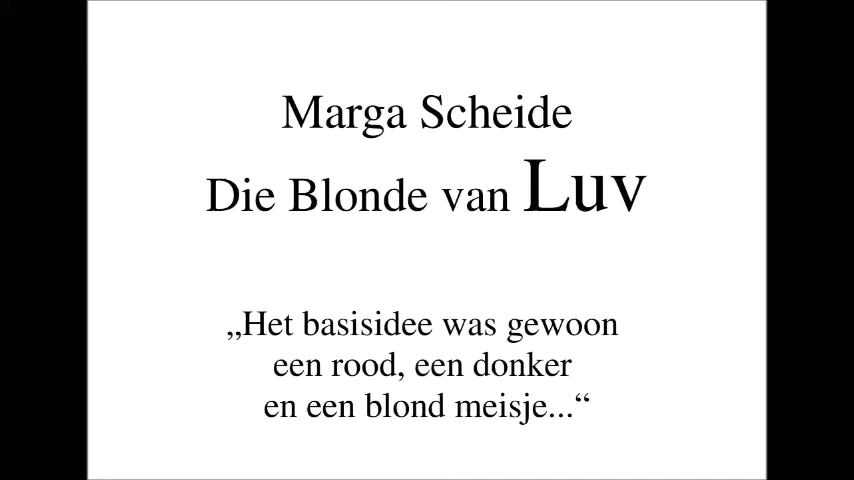 Marga Scheide
Die Blonde van Luv
„Het basisidee was gewoon
een rood, een donker
en een blond meisje...“